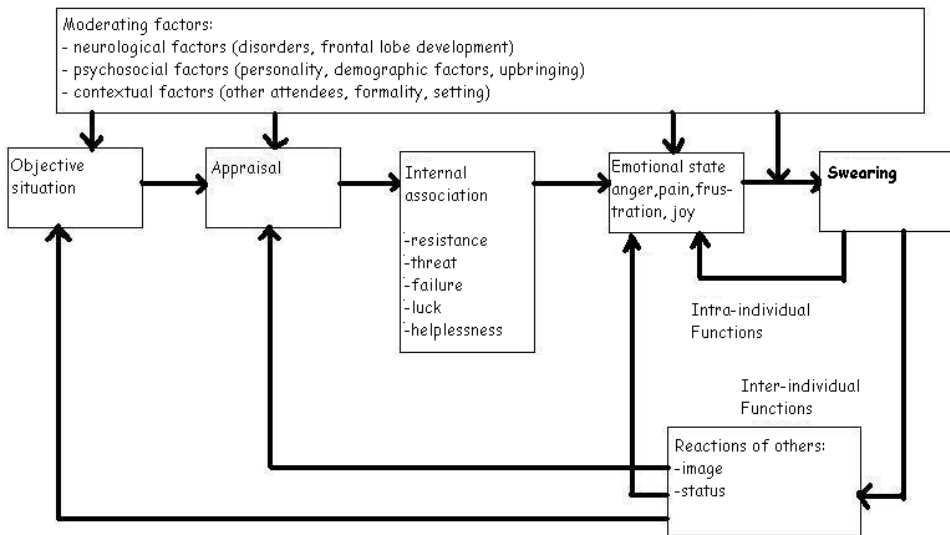 Moderating factors:
- neurological factors (disorders, frontal lobe development)
- psychosocial factors (personality, demographic factors, upbringing)
- contextual factors (other attendees, formality, setting)
Objective
situation
Appraisal
Internal
association
-resistance
-threat
-failure
-luck
-helplessness
Emotional state
anger,pain,frus-
tration, joy
Swearing
Intra-individual
Functions
Inter-individual
Functions
Reactions of others:
-image
-status